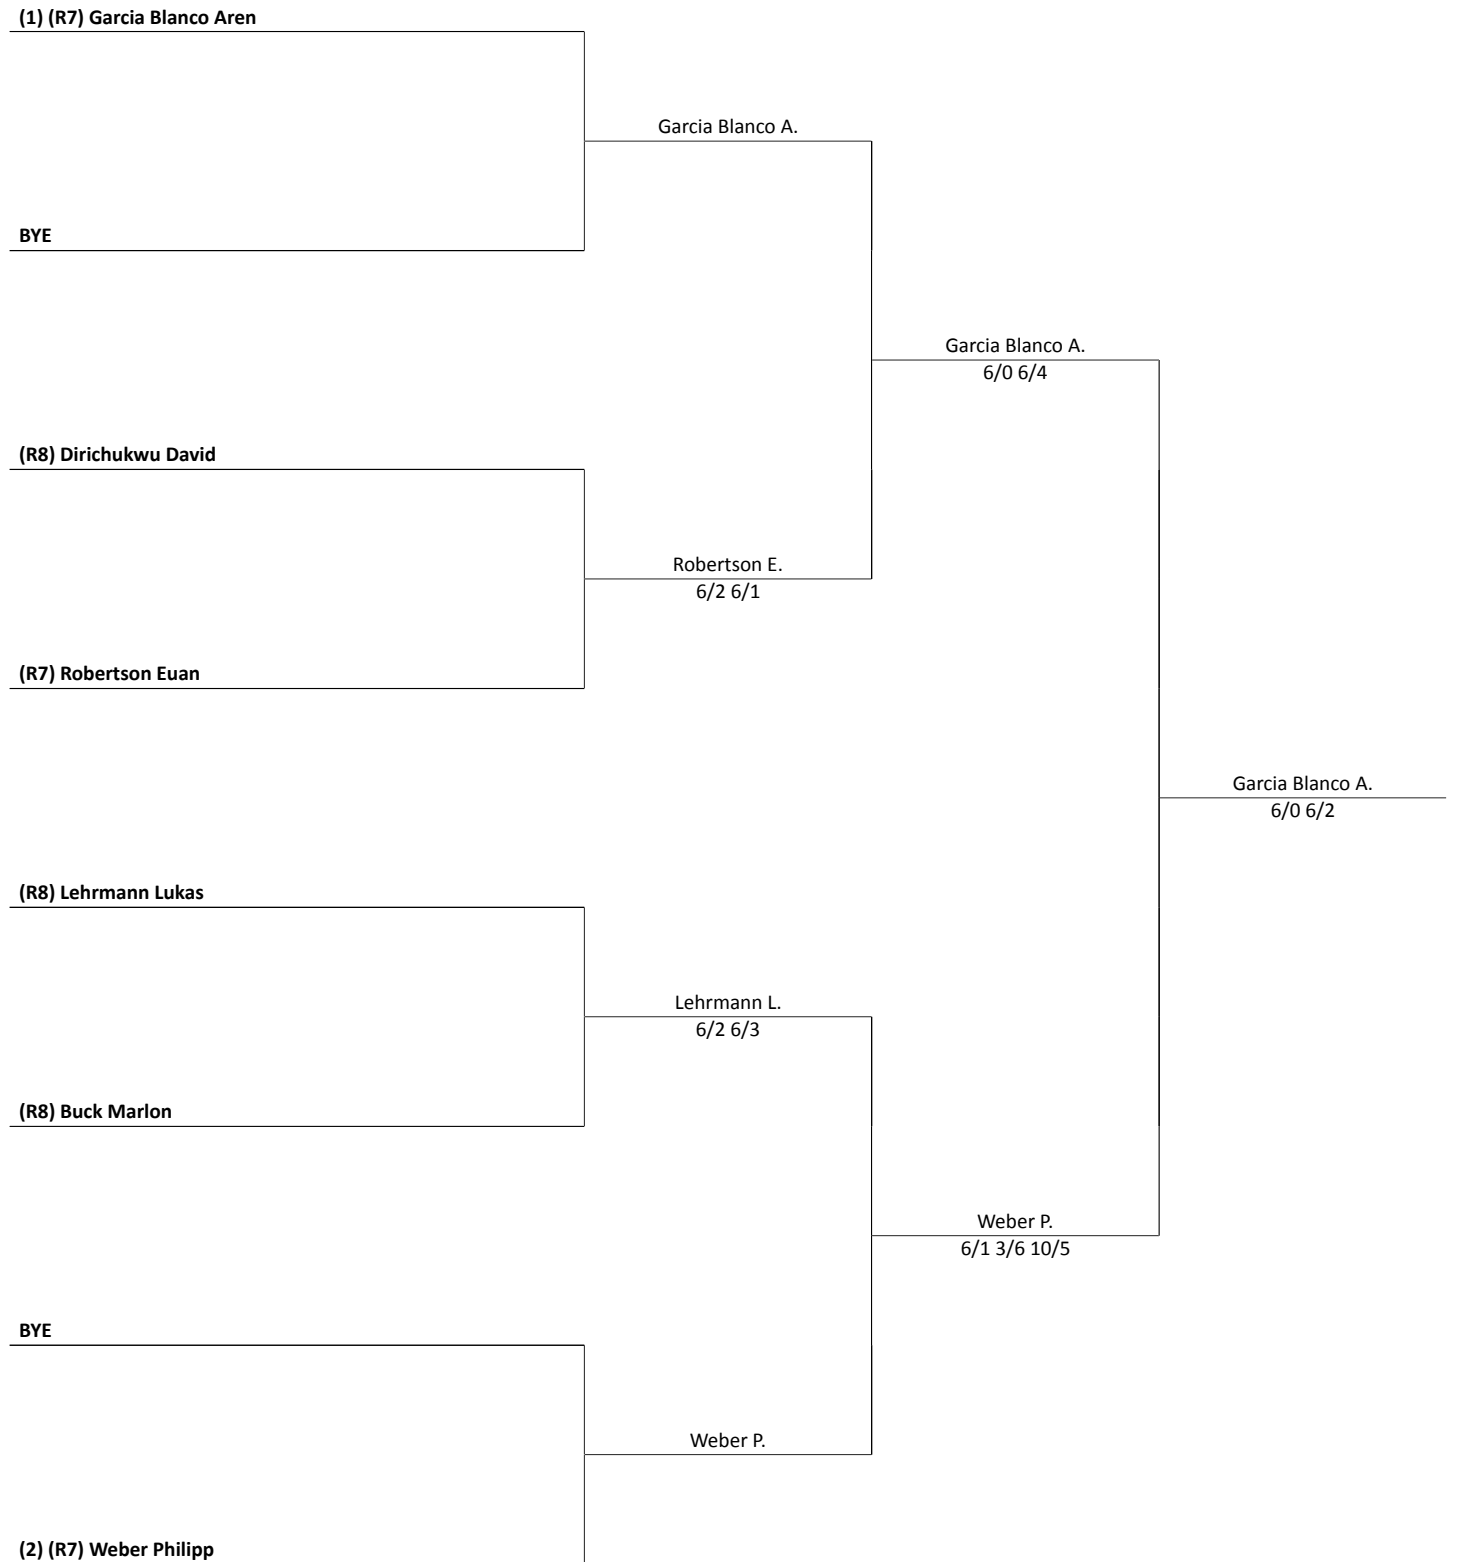 (1) (R7) Garcia Blanco Aren
Garcia Blanco A.
BYE
Garcia Blanco A.
6/0 6/4
(R8) Dirichukwu David
Robertson E.
6/2 6/1
(R7) Robertson Euan
Garcia Blanco A.
6/0 6/2
(R8) Lehrmann Lukas
Lehrmann L.
6/2 6/3
(R8) Buck Marlon
Weber P.
6/1 3/6 10/5
BYE
Weber P.
(2) (R7) Weber Philipp